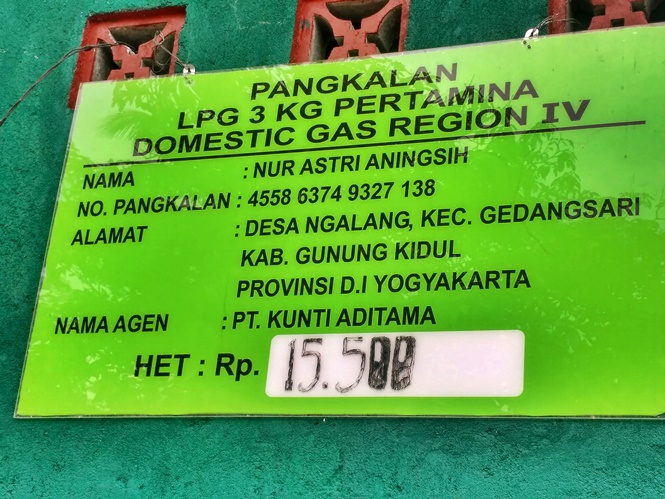 PANGKALAN
LPG 3 KG PERTAMINA
DOMESTIC GAS REGION IV
NAMA : NUR ASTRI ANINGSIH
NO. PANGKALAN : 4558 6374 9327 138
ALAMAT : DESA NGALANG, KEC. GEDANGSARI
KAB. GUNUNG KIDUL
PROVINSI D.I YOGYAKARTA
NAMA AGEN : PT. KUNTI ADITAMA
HET : Rp. 15.500